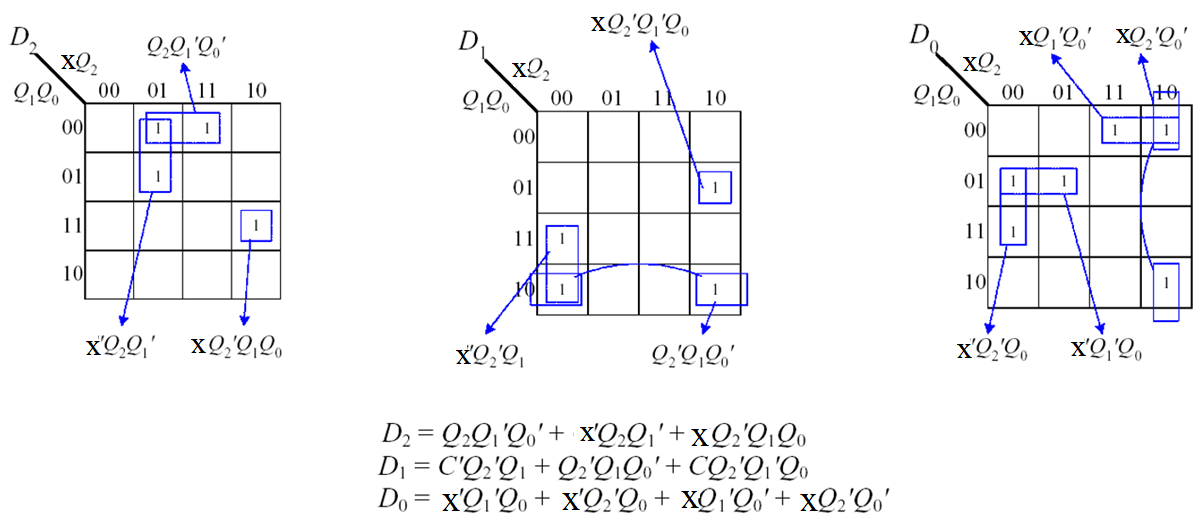 D₂ XQ₂ Q₁Q₀ Q₂Q₁'Q₀'
00 01 11 10
00 1 1
01 1
11 1
10
X'Q₂Q₁' XQ₂'Q₁Q₀
D₁ XQ₂ Q₁Q₀ XQ₂'Q₁'Q₀
00 01 11 10
00
01 1
11 1
10 1 1
X'Q₂'Q₁ Q₂'Q₁Q₀'
D₀ XQ₂ Q₁Q₀ XQ₁'Q₀' XQ₂'Q₀'
00 01 11 10
00 1 1
01 1 1
11 1
10 1
X'Q₂'Q₀ X'Q₁'Q₀
D₂ = Q₂Q₁'Q₀' + X'Q₂Q₁' + XQ₂'Q₁Q₀
D₁ = C'Q₂'Q₁ + Q₂'Q₁Q₀' + CQ₂'Q₁'Q₀
D₀ = X'Q₁'Q₀ + X'Q₂'Q₀ + XQ₁'Q₀' + XQ₂'Q₀'